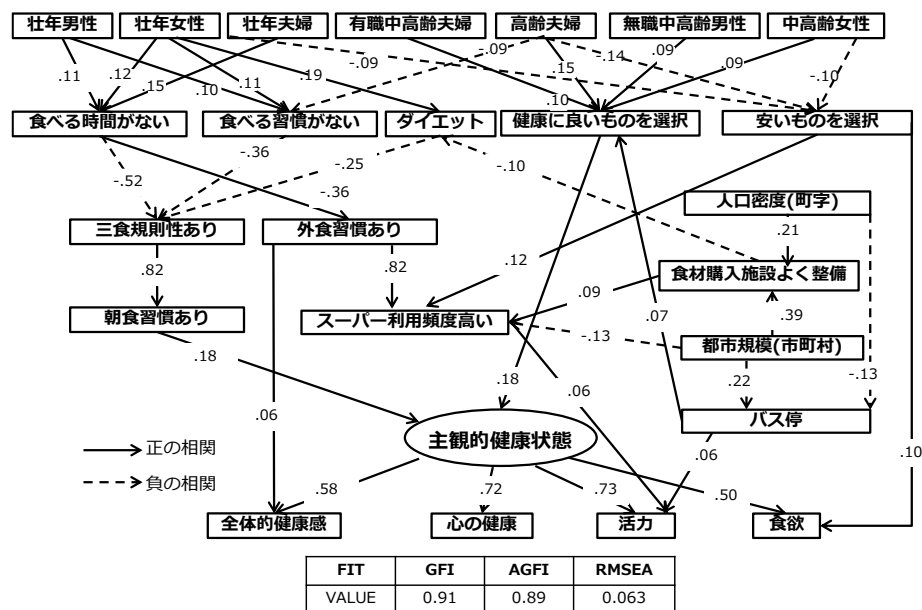 壮年男性 壮年女性 壮年夫婦 有職中高齢夫婦 高齢夫婦 無職中高齢男性 中高齢女性
.11 .12 .15 .10 .11 .19 -.09 -.09 .15 .10 -.14 .09 .09 -.10
食べる時間がない 食べる習慣がない ダイエット 健康に良いものを選択 安いものを選択
-.52 -.36 -.25 -.36 -.10
人口密度(町字)
三食規則性あり 外食習慣あり
.21
.82 .82 .12
食材購入施設よく整備
.09
朝食習慣あり スーパー利用頻度高い
.07 .39
-.13
都市規模(市町村)
.18 .18 .22 -.13
.06 .06
バス停
主観的健康状態
正の相関
.06 .10
負の相関
.58 .72 .73 .50
全体的健康感 心の健康 活力 食欲
FIT GFI AGFI RMSEA
VALUE 0.91 0.89 0.063